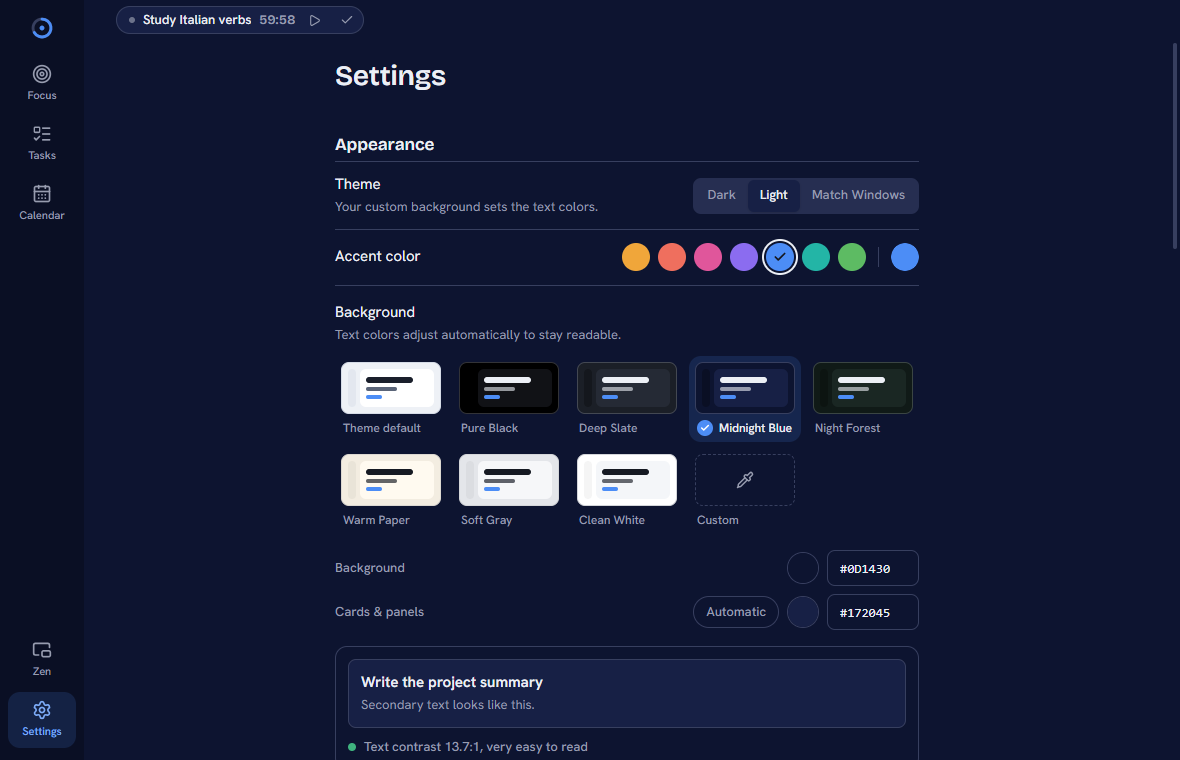 Study Italian verbs 59:58
Focus
Tasks
Calendar
Zen
Settings
Settings
Appearance
Theme
Your custom background sets the text colors.
Dark Light Match Windows
Accent color
Background
Text colors adjust automatically to stay readable.
Theme default Pure Black Deep Slate Midnight Blue Night Forest
Warm Paper Soft Gray Clean White Custom
Background #0D1430
Cards & panels Automatic #172045
Write the project summary
Secondary text looks like this.
Text contrast 13.7:1, very easy to read